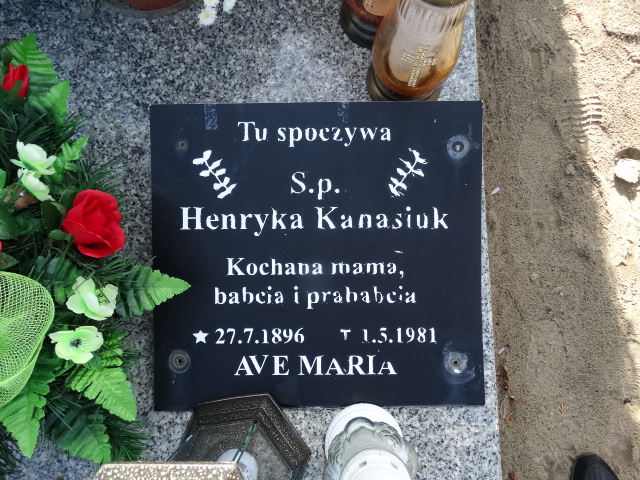 Tu spoczywa
S.p.
Henryka Kanasiuk
Kochana mama,
babcia i prababcia
★ 27.7.1896 † 1.5.1981
AVE MARIA